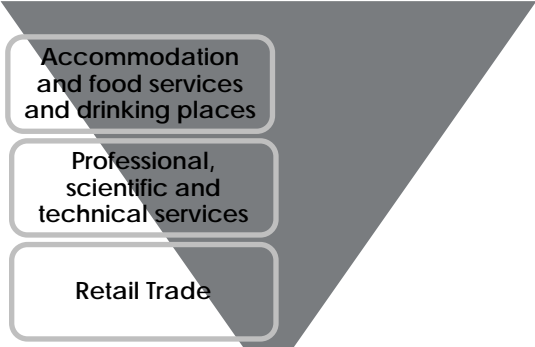 Accommodation
and food services
and drinking places
Professional,
scientific and
technical services
Retail Trade